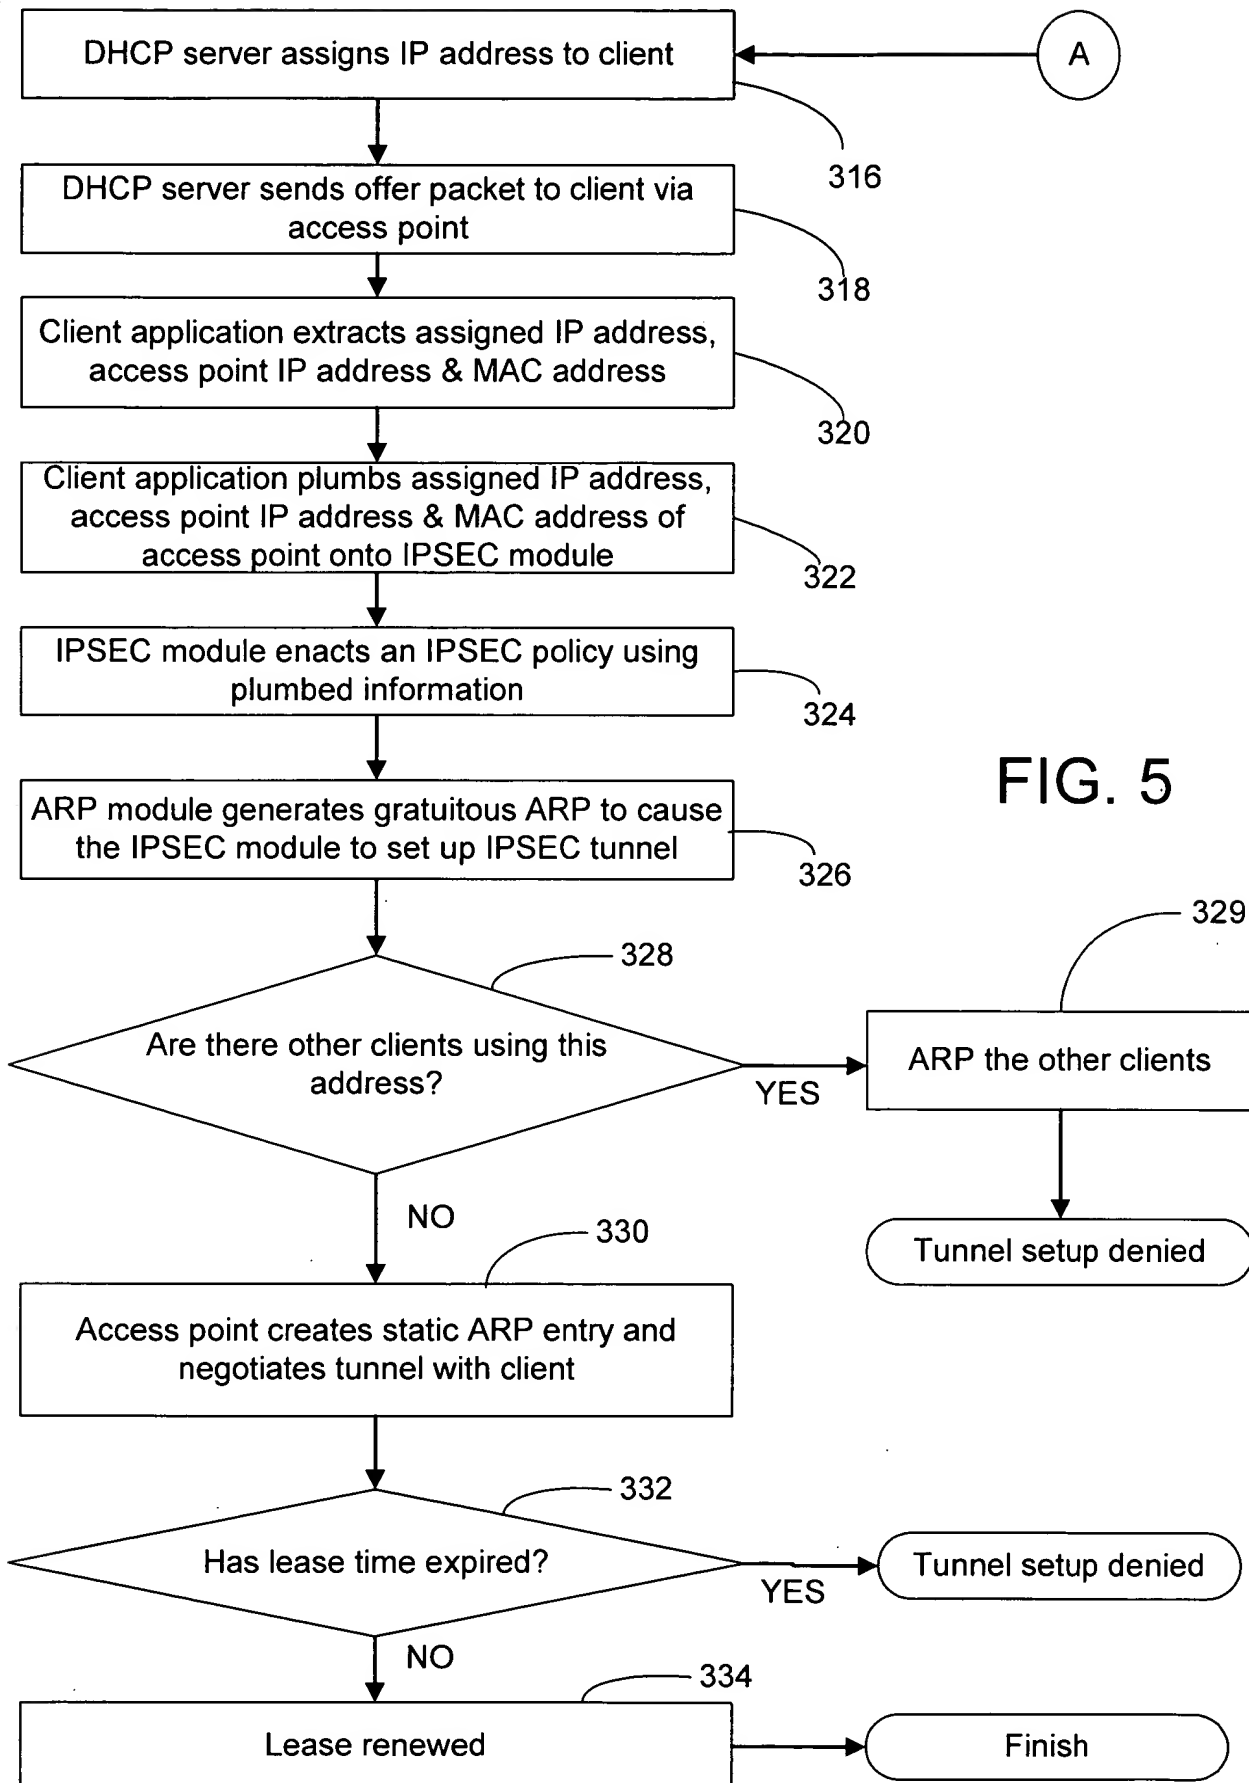 DHCP server assigns IP address to client
A
316
DHCP server sends offer packet to client via
access point
318
Client application extracts assigned IP address,
access point IP address & MAC address
320
Client application plumbs assigned IP address,
access point IP address & MAC address of
access point onto IPSEC module
322
IPSEC module enacts an IPSEC policy using
plumbed information
324
FIG. 5
ARP module generates gratuitous ARP to cause
the IPSEC module to set up IPSEC tunnel
326
329
328
Are there other clients using this
address?
YES
ARP the other clients
NO
Tunnel setup denied
330
Access point creates static ARP entry and
negotiates tunnel with client
332
Has lease time expired?
YES
Tunnel setup denied
NO
334
Lease renewed
Finish